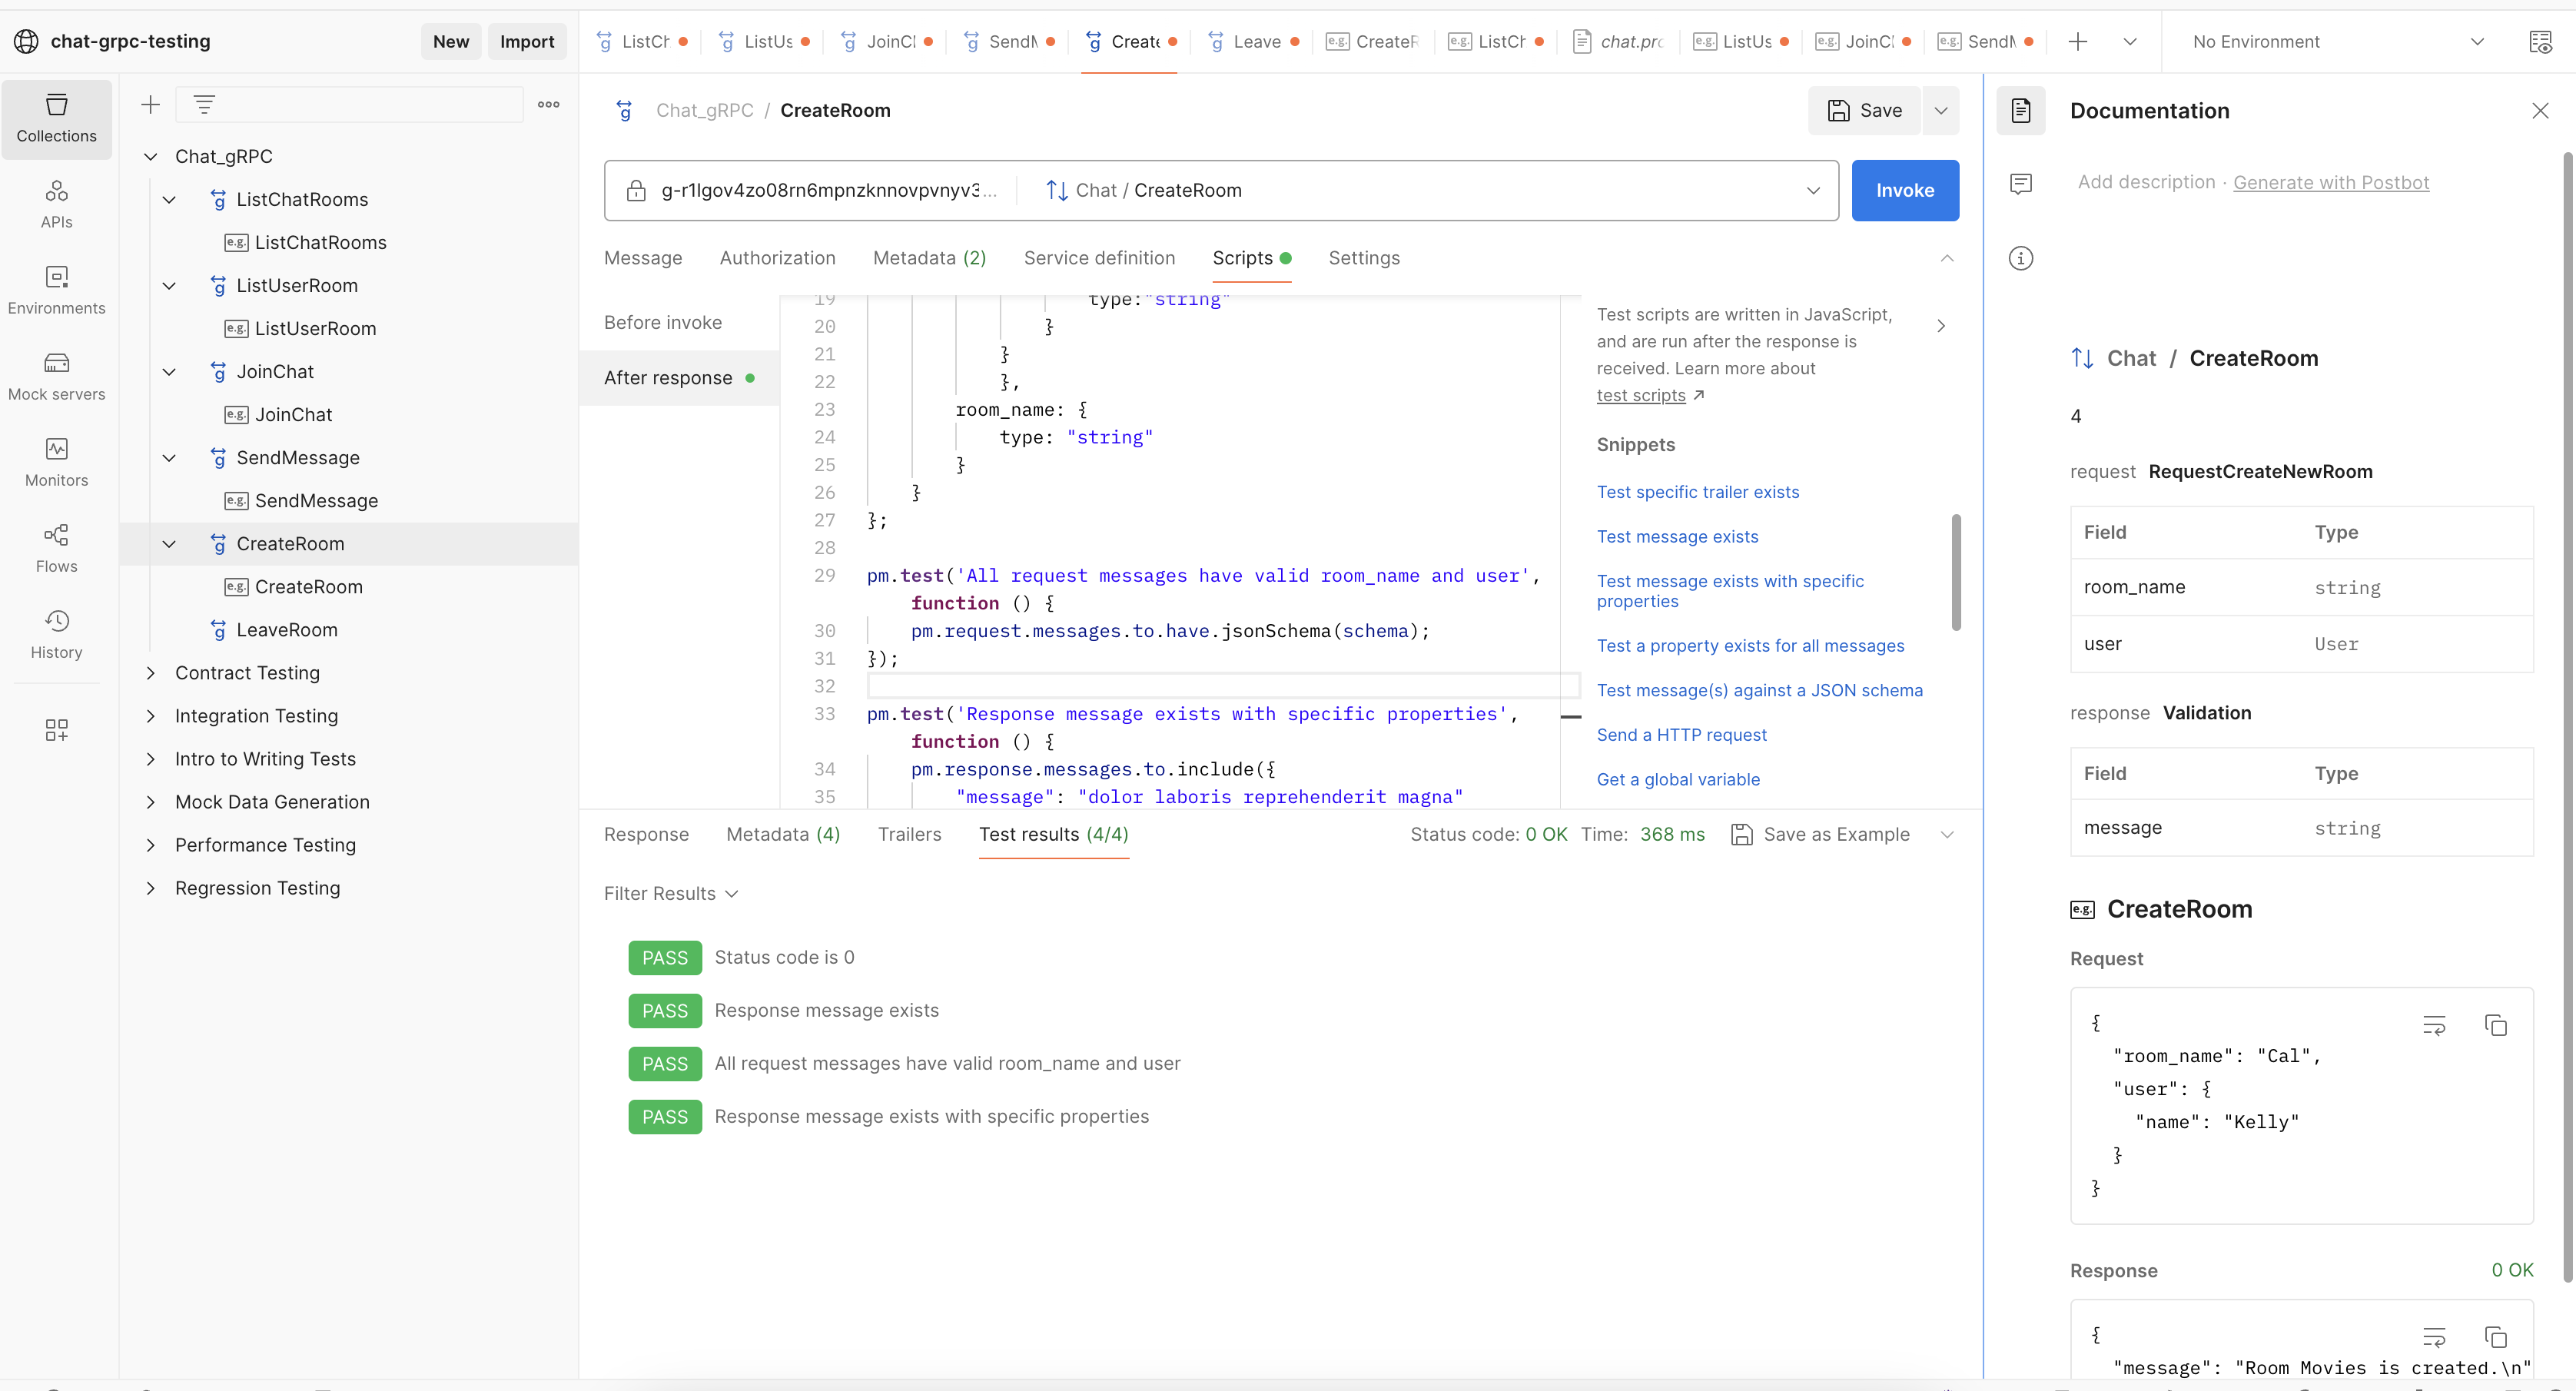 chat-grpc-testing
New
Import
ListCh
ListUs
JoinCl
SendM
Create
Leave
CreateR
ListCh
chat.prc
ListUs
JoinCl
SendM
No Environment
Collections
APIs
Environments
Mock servers
Monitors
Flows
History
Chat_gRPC
ListChatRooms
e.g. ListChatRooms
ListUserRoom
e.g. ListUserRoom
JoinChat
e.g. JoinChat
SendMessage
e.g. SendMessage
CreateRoom
e.g. CreateRoom
LeaveRoom
Contract Testing
Integration Testing
Intro to Writing Tests
Mock Data Generation
Performance Testing
Regression Testing
Chat_gRPC / CreateRoom
Save
Chat / CreateRoom
Invoke
Message
Authorization
Metadata (2)
Service definition
Scripts
Settings
Before invoke
After response
19 type:"string"
20 }
21 }
22 },
23 room_name: {
24 type: "string"
25 }
26 }
27 };
28
29 pm.test('All request messages have valid room_name and user',
function () {
30 pm.request.messages.to.have.jsonSchema(schema);
31 });
32
33 pm.test('Response message exists with specific properties',
function () {
34 pm.response.messages.to.include({
35 "message": "dolor laboris reprehenderit magna"
Test scripts are written in JavaScript,
and are run after the response is
received. Learn more about
test scripts
Snippets
Test specific trailer exists
Test message exists
Test message exists with specific
properties
Test a property exists for all messages
Test message(s) against a JSON schema
Send a HTTP request
Get a global variable
Response
Metadata (4)
Trailers
Test results (4/4)
Status code: 0 OK
Time: 368 ms
Save as Example
Filter Results
PASS Status code is 0
PASS Response message exists
PASS All request messages have valid room_name and user
PASS Response message exists with specific properties
Documentation
Add description · Generate with Postbot
Chat / CreateRoom
4
request RequestCreateNewRoom
Field Type
room_name string
user User
response Validation
Field Type
message string
e.g. CreateRoom
Request
{
"room_name": "Cal",
"user": {
"name": "Kelly"
}
}
Response
0 OK
{
"message": "Room Movies is created.\n"